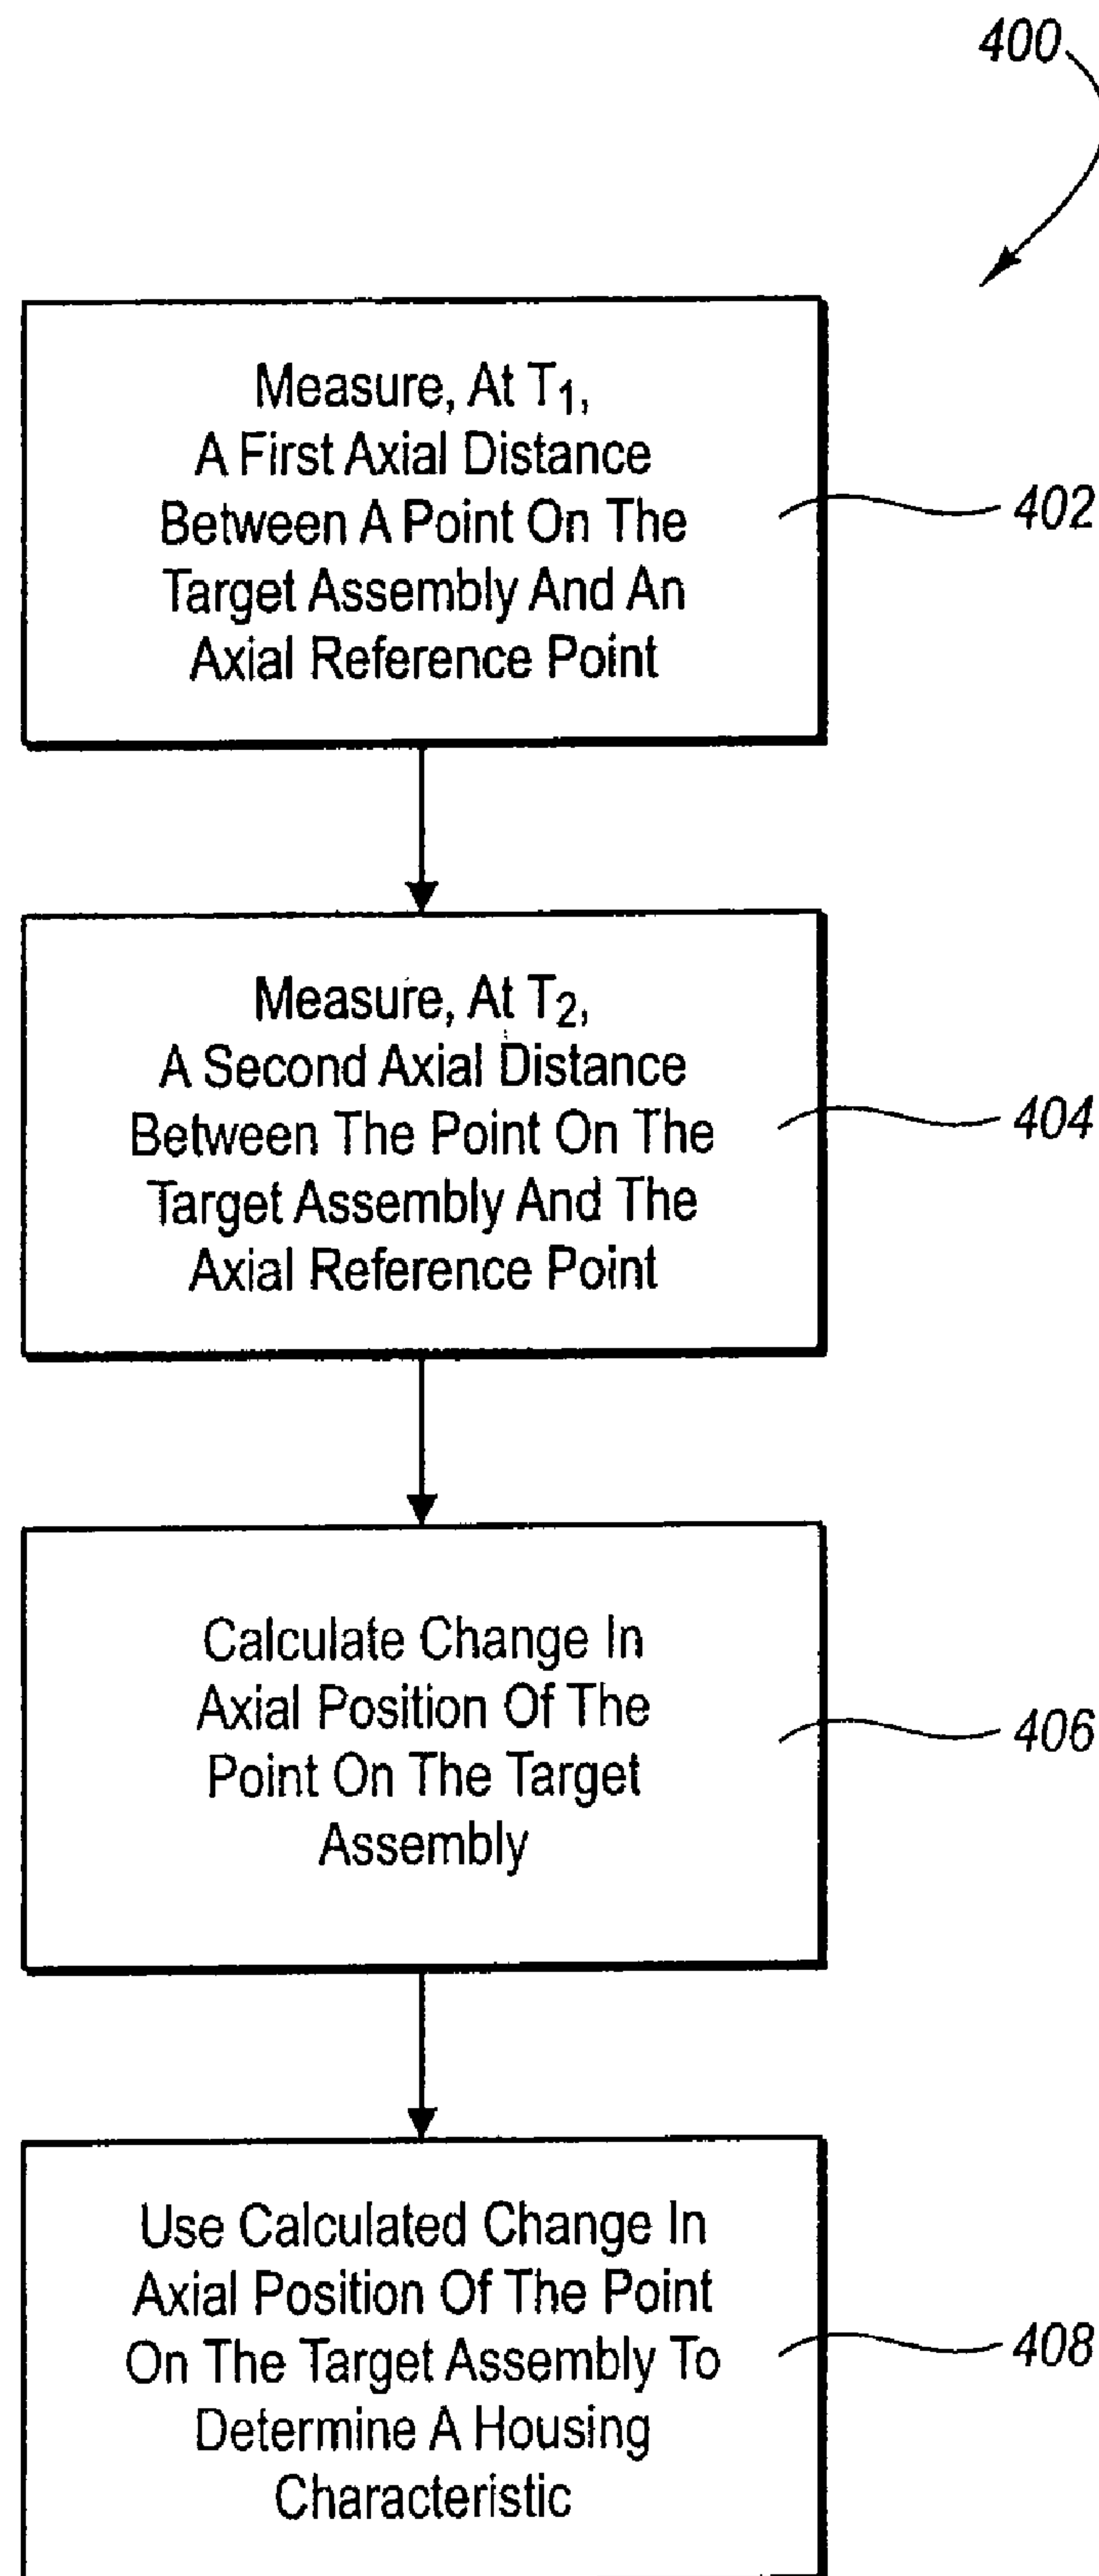 400
Measure, At T1,
A First Axial Distance
Between A Point On The
Target Assembly And An
Axial Reference Point
402
Measure, At T2,
A Second Axial Distance
Between The Point On The
Target Assembly And The
Axial Reference Point
404
Calculate Change In
Axial Position Of The
Point On The Target
Assembly
406
Use Calculated Change In
Axial Position Of The Point
On The Target Assembly To
Determine A Housing
Characteristic
408